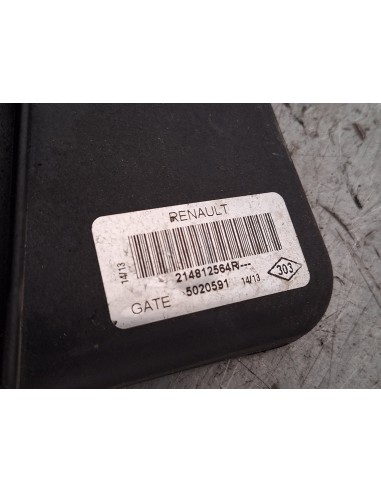 RENAULT
14/13
214812564R---
GATE 5020591 14/13 303